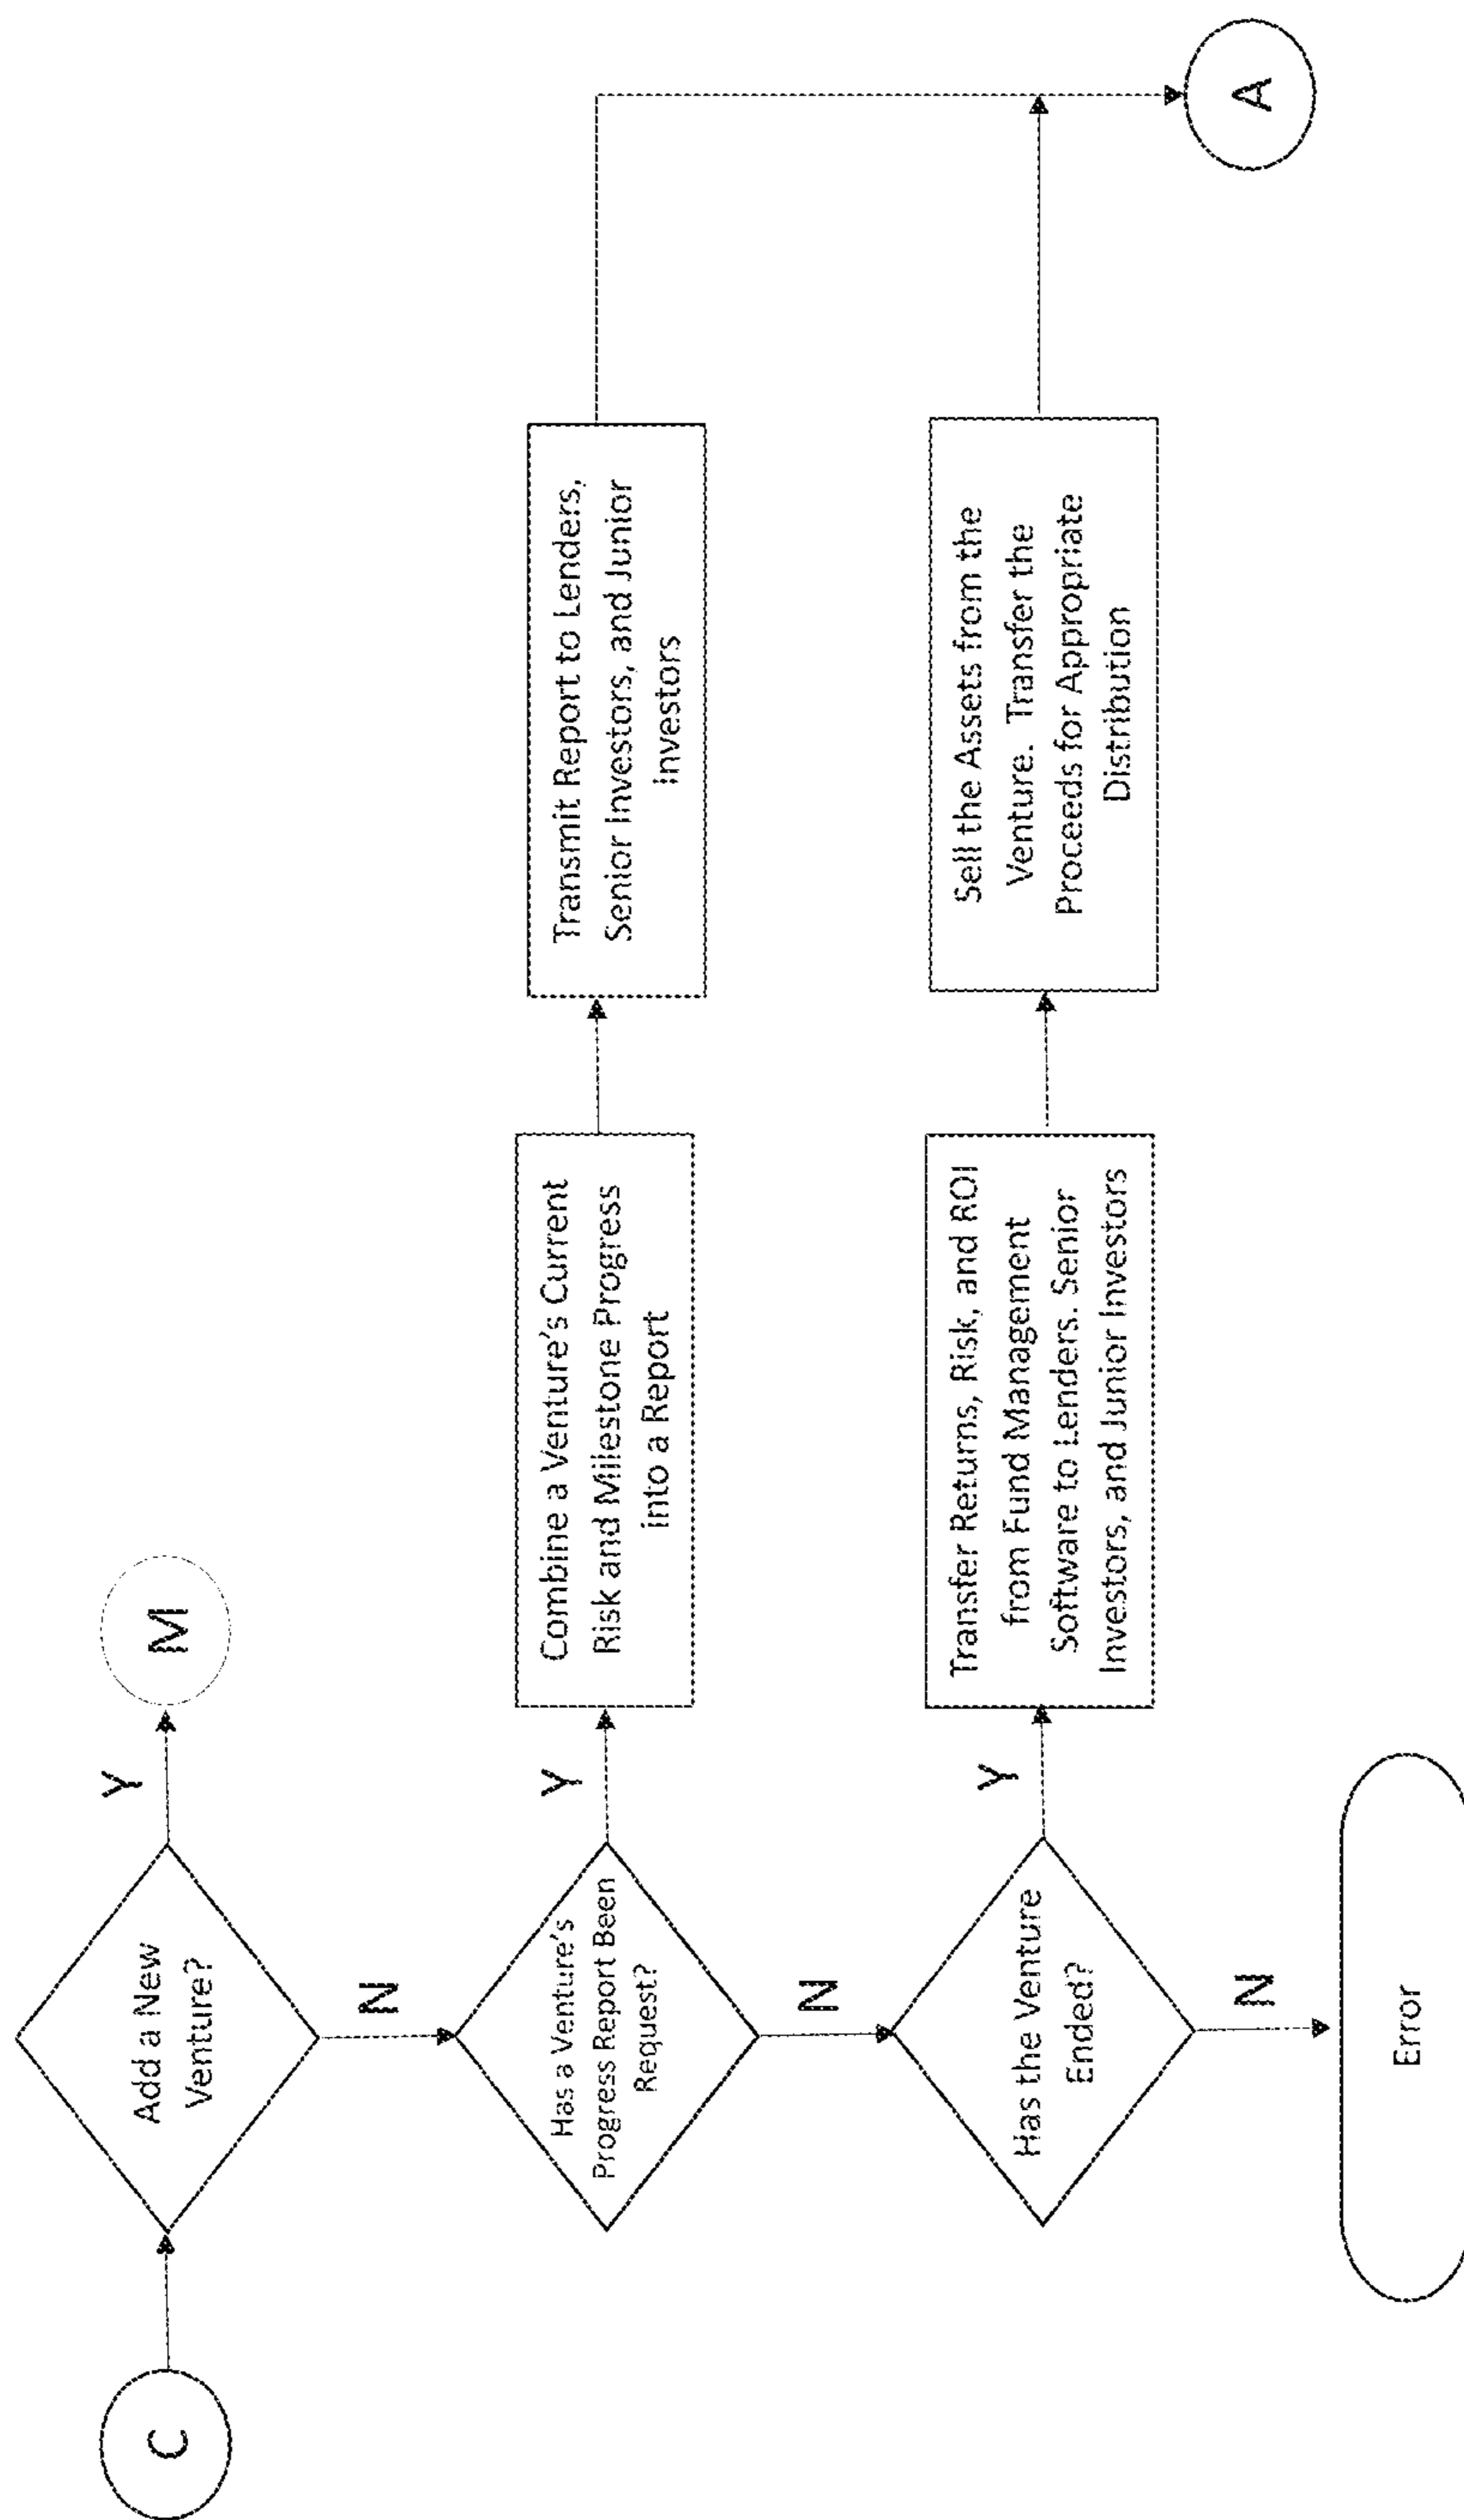 C
Add a New
Venture?
Y
M
N
Has a Venture's
Progress Report Been
Request?
Y
Combine a Venture's Current
Risk and Milestone Progress
into a Report
Transmit Report to Lenders,
Senior Investors, and Junior
Investors
N
Has the Venture
Ended?
Y
Transfer Returns, Risk, and ROI
from Fund Management
Software to Lenders. Senior
Investors, and Junior Investors
Sell the Assets from the
Venture. Transfer the
Proceeds for Appropriate
Distribution
A
N
Error